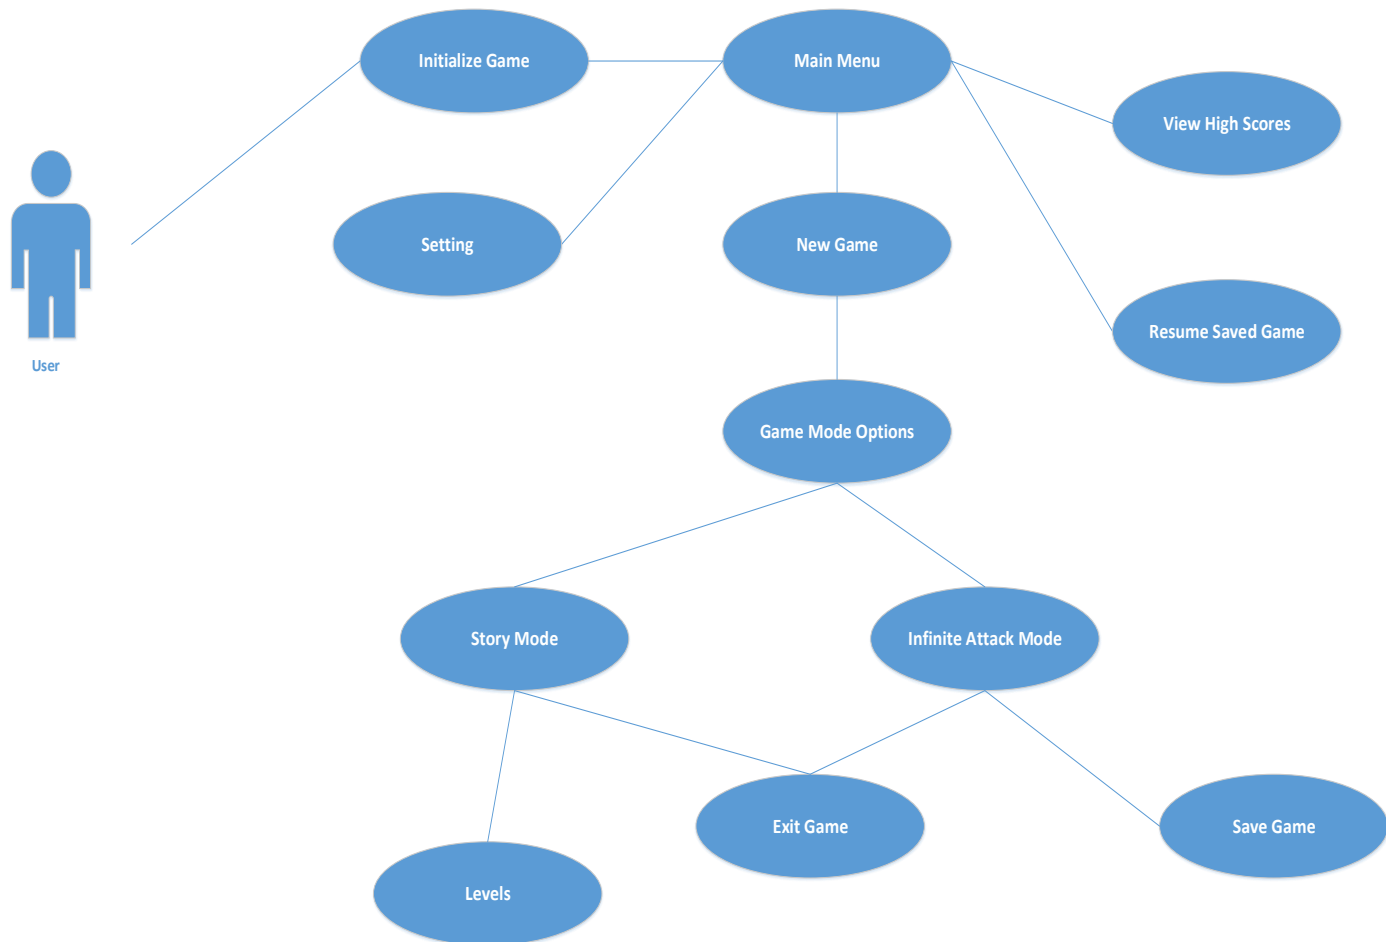 Initialize Game
Main Menu
View High Scores
Setting
New Game
Resume Saved Game
User
Game Mode Options
Story Mode
Infinite Attack Mode
Exit Game
Save Game
Levels